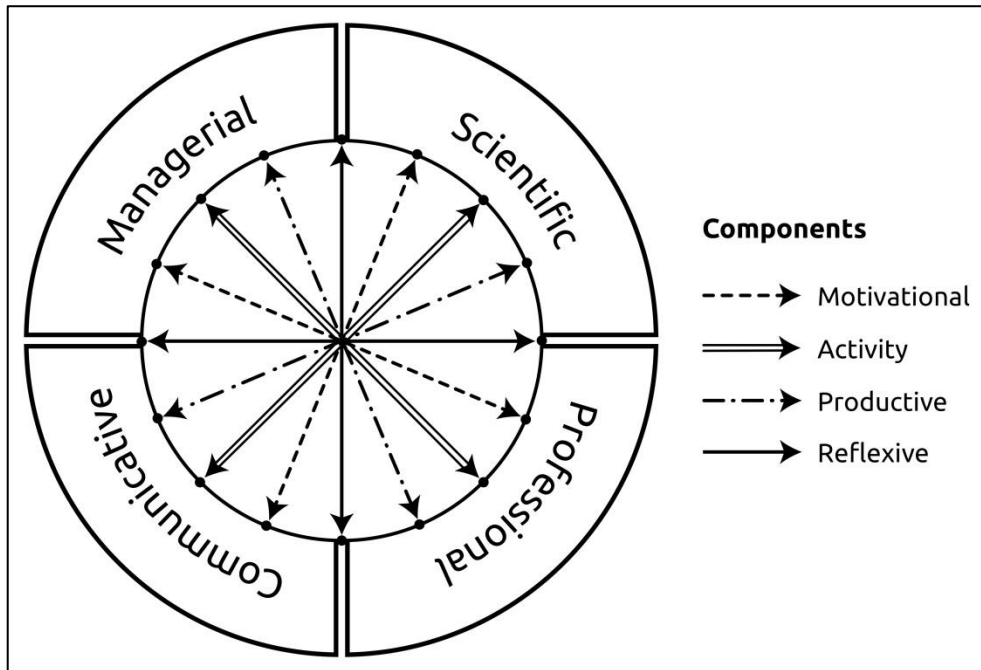 Managerial
Scientific
Communicative
Professional
Components
Motivational
Activity
Productive
Reflexive